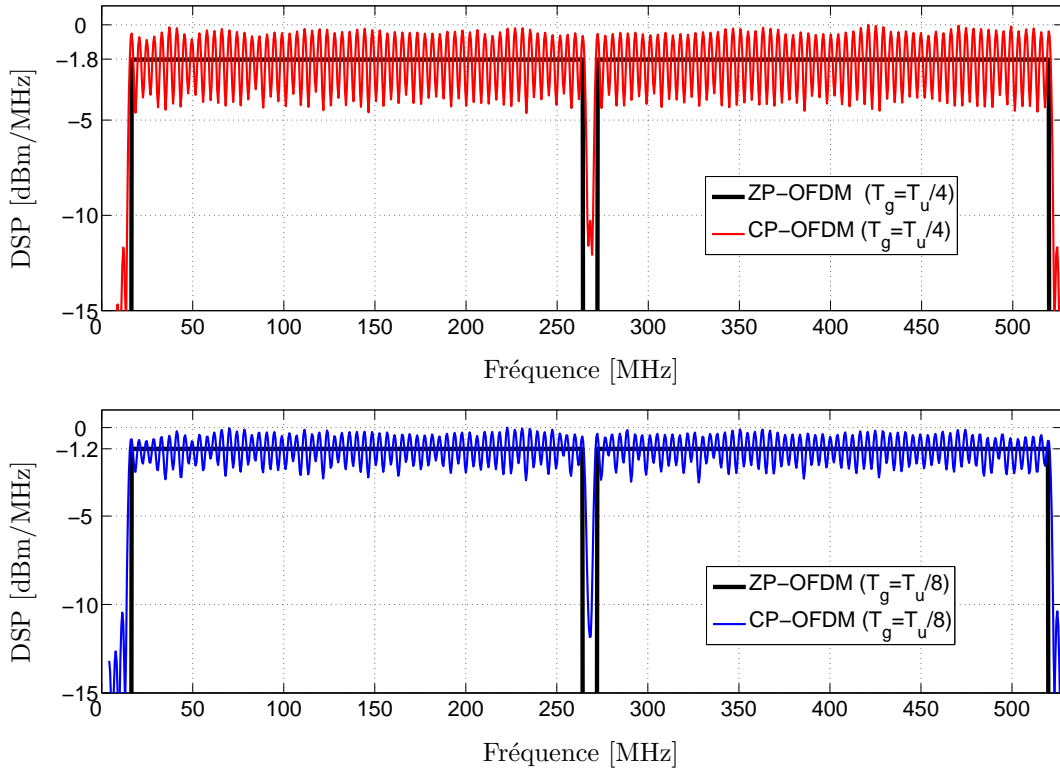 0
−1.8
−5
−10
−15
DSP [dBm/MHz]
ZP−OFDM (T_g=T_u/4)
CP−OFDM (T_g=T_u/4)
0 50 100 150 200 250 300 350 400 450 500
Fréquence [MHz]
0
−1.2
−5
−10
−15
DSP [dBm/MHz]
ZP−OFDM (T_g=T_u/8)
CP−OFDM (T_g=T_u/8)
0 50 100 150 200 250 300 350 400 450 500
Fréquence [MHz]